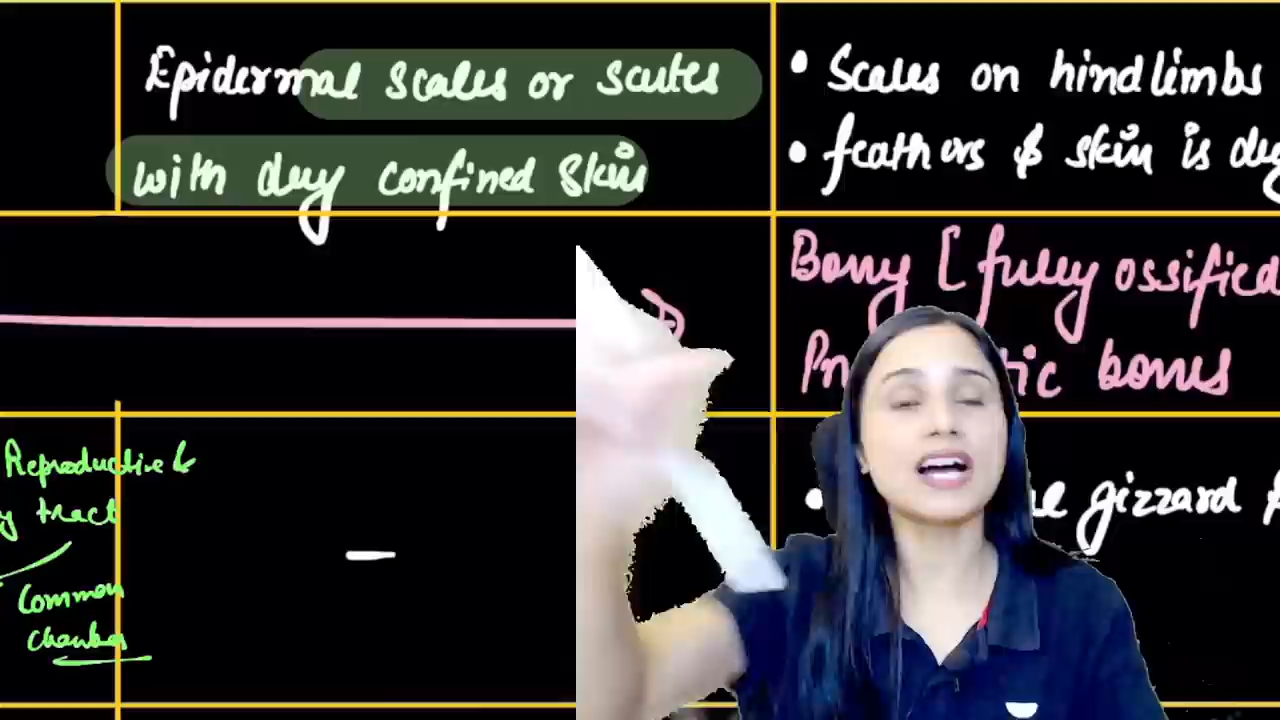 Epidermal scales or scutes
with dry confined Skin
• Scales on hindlimbs
• feathers & skin is dry
Bony [fully ossified
bones
Reproductive &
tract
Common
chamber
—
gizzard &